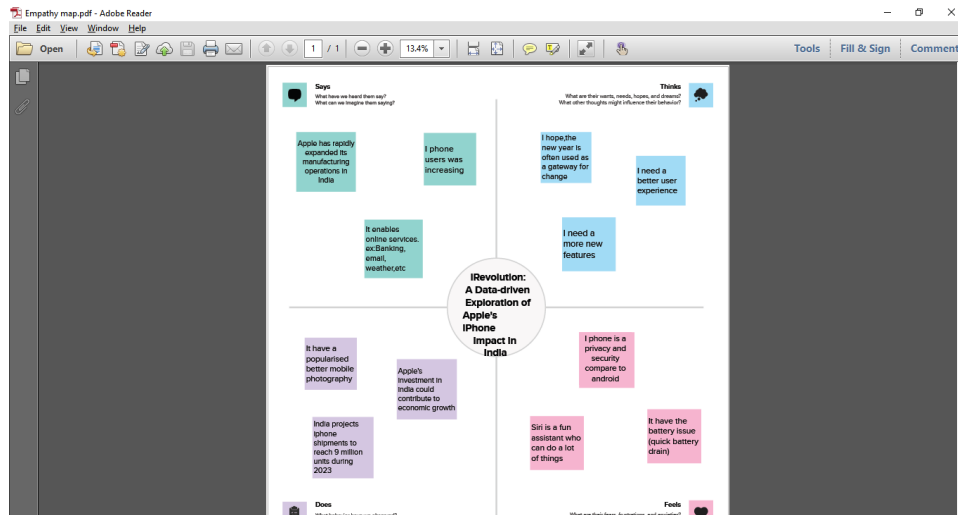 Empathy map.pdf - Adobe Reader
File Edit View Window Help
Open 1 / 1 13.4% Tools Fill & Sign Comment
Says
What have we heard them say?
What can we imagine them saying?
Thinks
What are their wants, needs, hopes, and dreams?
What other thoughts might influence their behavior?
Apple has rapidly
expanded its
manufacturing
operations in
India
I phone
users was
increasing
It enables
online services.
ex:Banking,
email,
weather,etc
I hope,the
new year is
often used as
a gateway for
change
I need a
better user
experience
I need a
more new
features
IRevolution:
A Data-driven
Exploration of
Apple's
iPhone
Impact in
India
It have a
popularised
better mobile
photography
Apple's
investment in
india could
contribute to
economic growth
India projects
iphone
shipments to
reach 9 million
units during
2023
I phone is a
privacy and
security
compare to
android
Siri is a fun
assistant who
can do a lot
of things
It have the
battery issue
(quick battery
drain)
Does
Feels